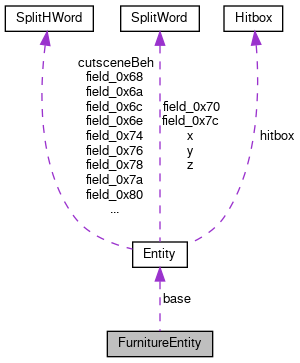 SplitHWord
SplitWord
Hitbox
cutsceneBeh
field_0x68
field_0x6a
field_0x6c
field_0x6e
field_0x74
field_0x76
field_0x78
field_0x7a
field_0x80
...
field_0x70
field_0x7c
x
y
z
hitbox
Entity
base
FurnitureEntity